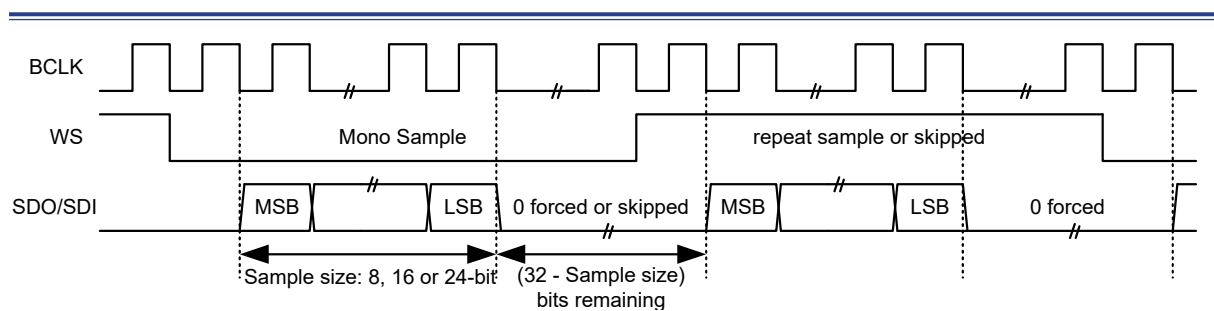 BCLK
WS
Mono Sample
repeat sample or skipped
SDO/SDI
MSB
LSB
0 forced or skipped
MSB
LSB
0 forced
Sample size: 8, 16 or 24-bit
(32 - Sample size)
bits remaining